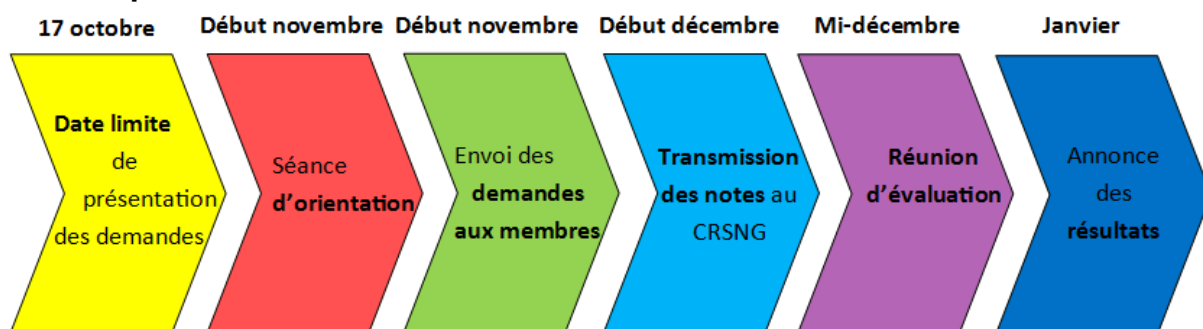 17 octobre
Début novembre
Début novembre
Début décembre
Mi-décembre
Janvier
Date limite
de
présentation
des demandes
Séance
d'orientation
Envoi des
demandes
aux membres
Transmission
des notes au
CRSNG
Réunion
d'évaluation
Annonce
des
résultats